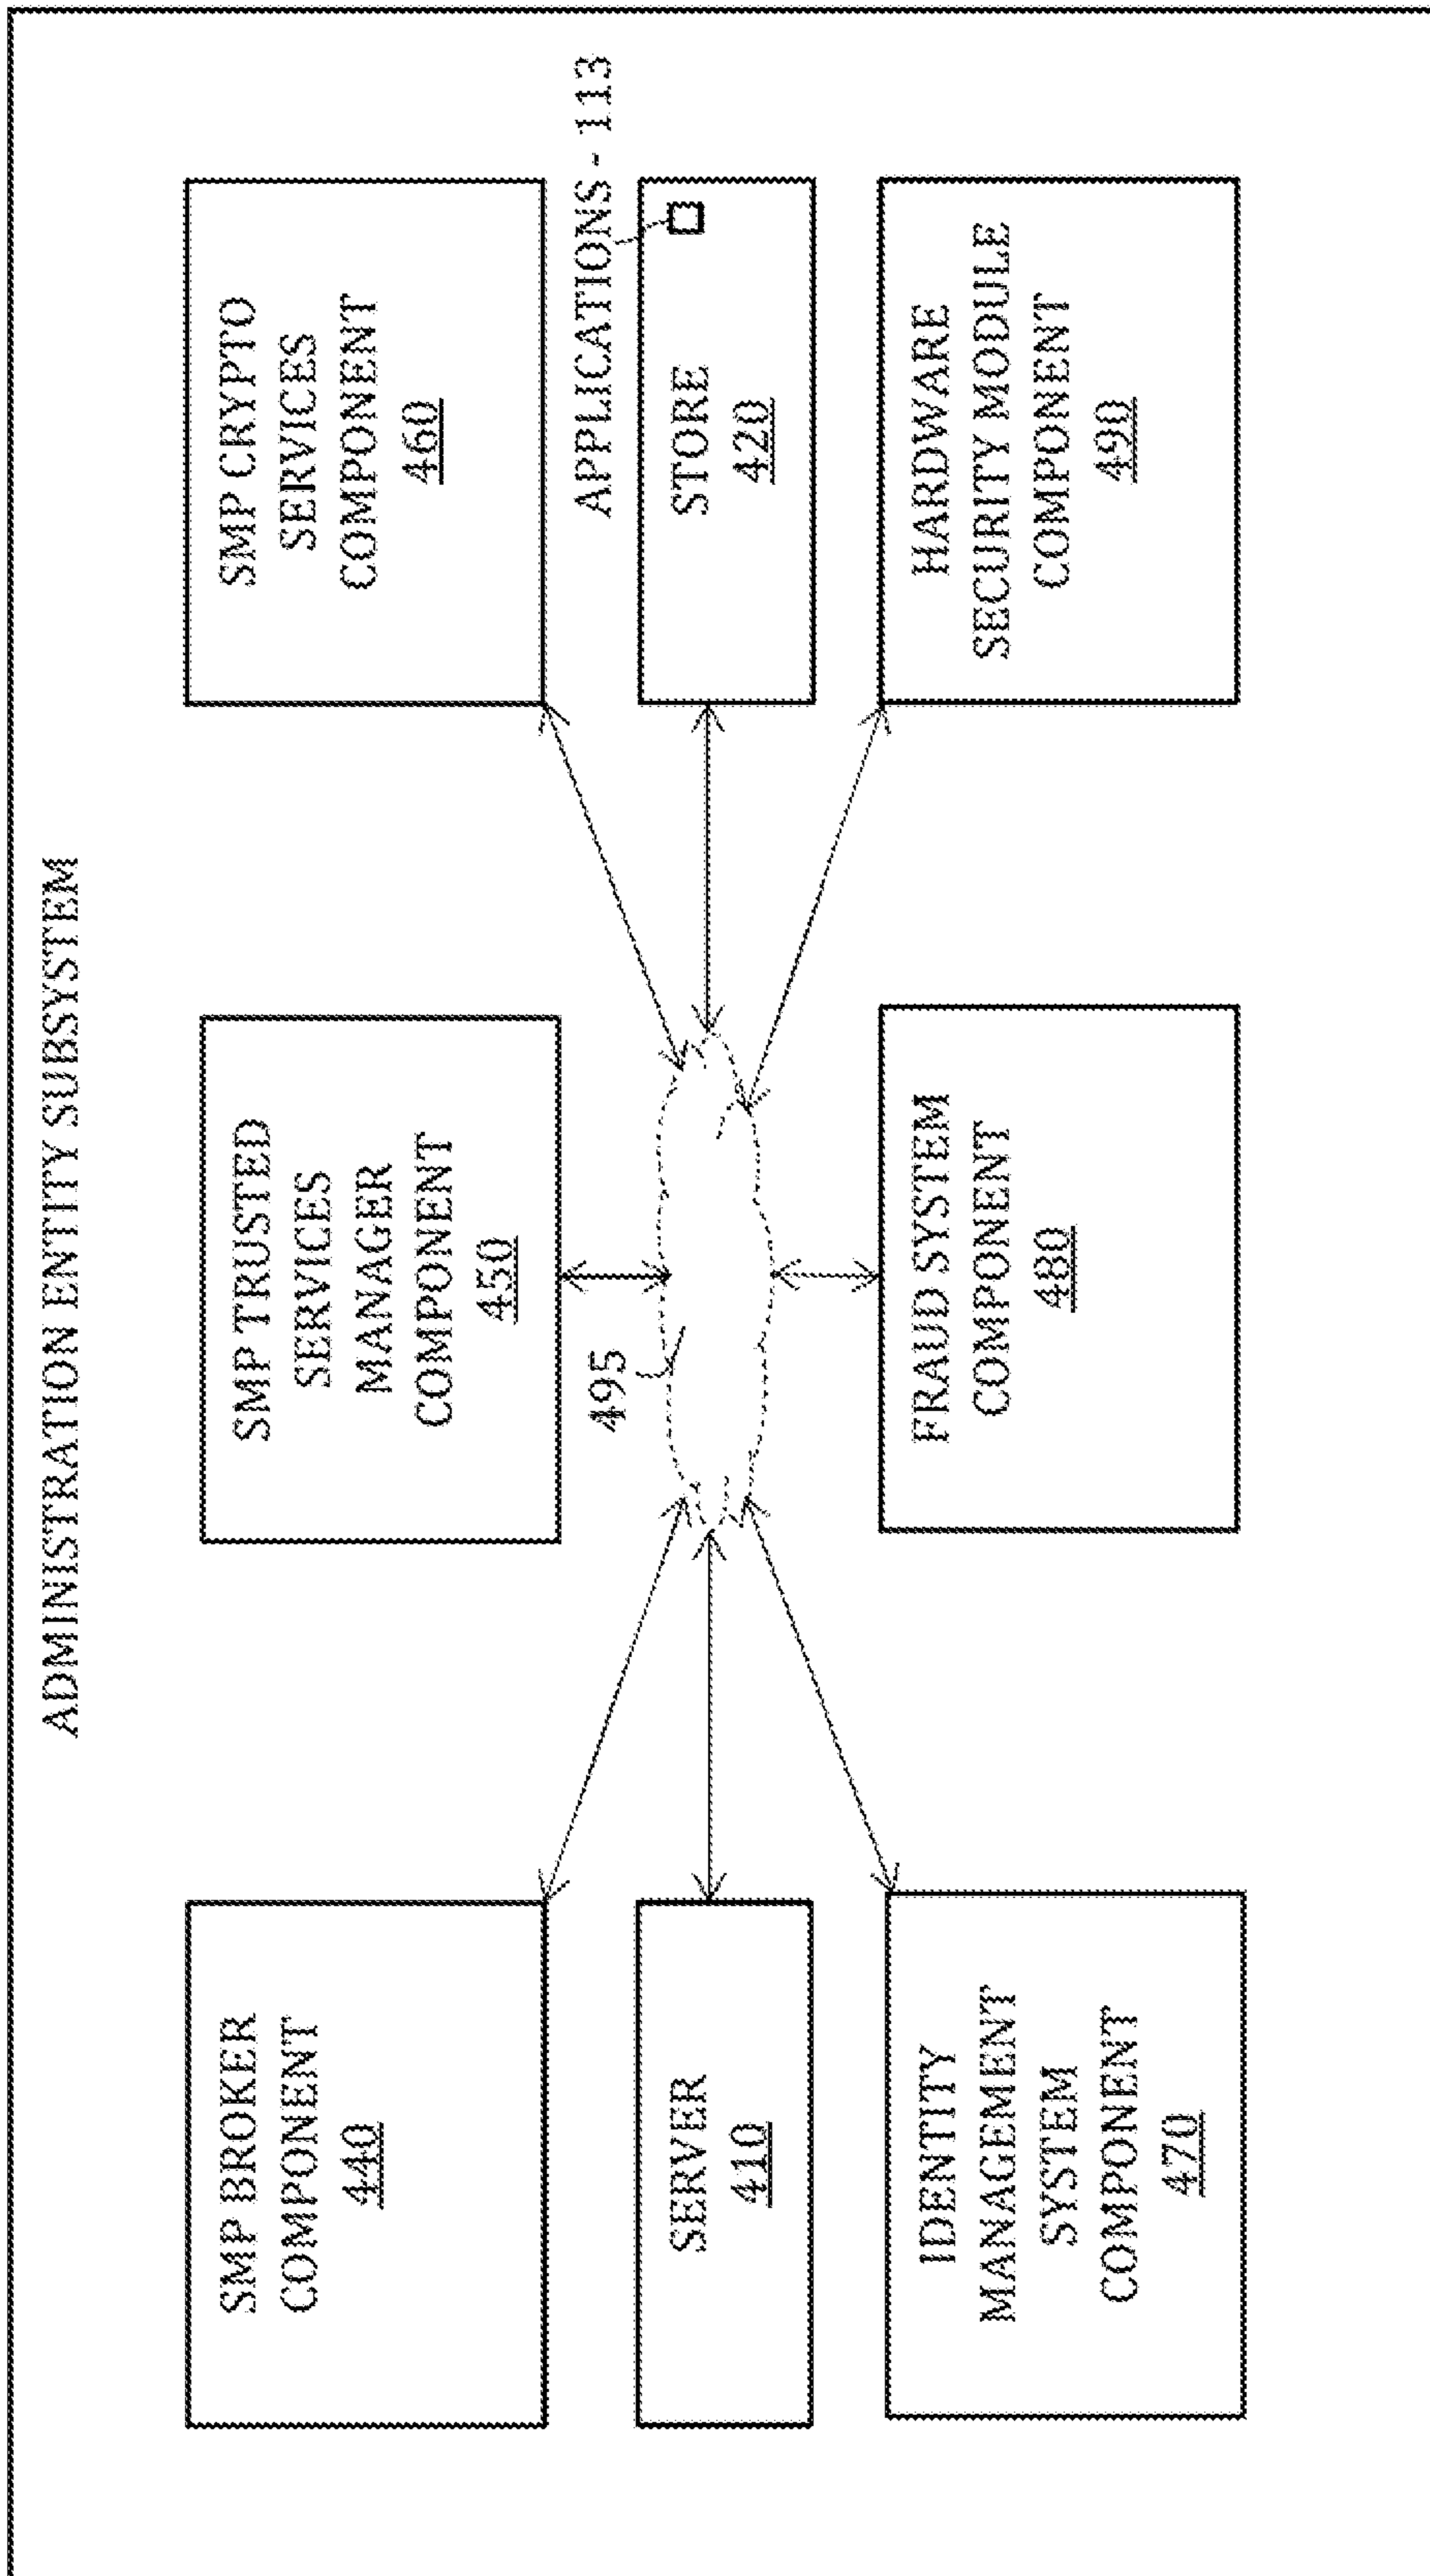 ADMINISTRATION ENTITY SUBSYSTEM
SMP BROKER
COMPONENT
440
SMP TRUSTED
SERVICES
MANAGER
COMPONENT
450
SMP CRYPTO
SERVICES
COMPONENT
460
SERVER
410
495
APPLICATIONS - 113
STORE
420
IDENTITY
MANAGEMENT
SYSTEM
COMPONENT
470
FRAUD SYSTEM
COMPONENT
480
HARDWARE
SECURITY MODULE
COMPONENT
490